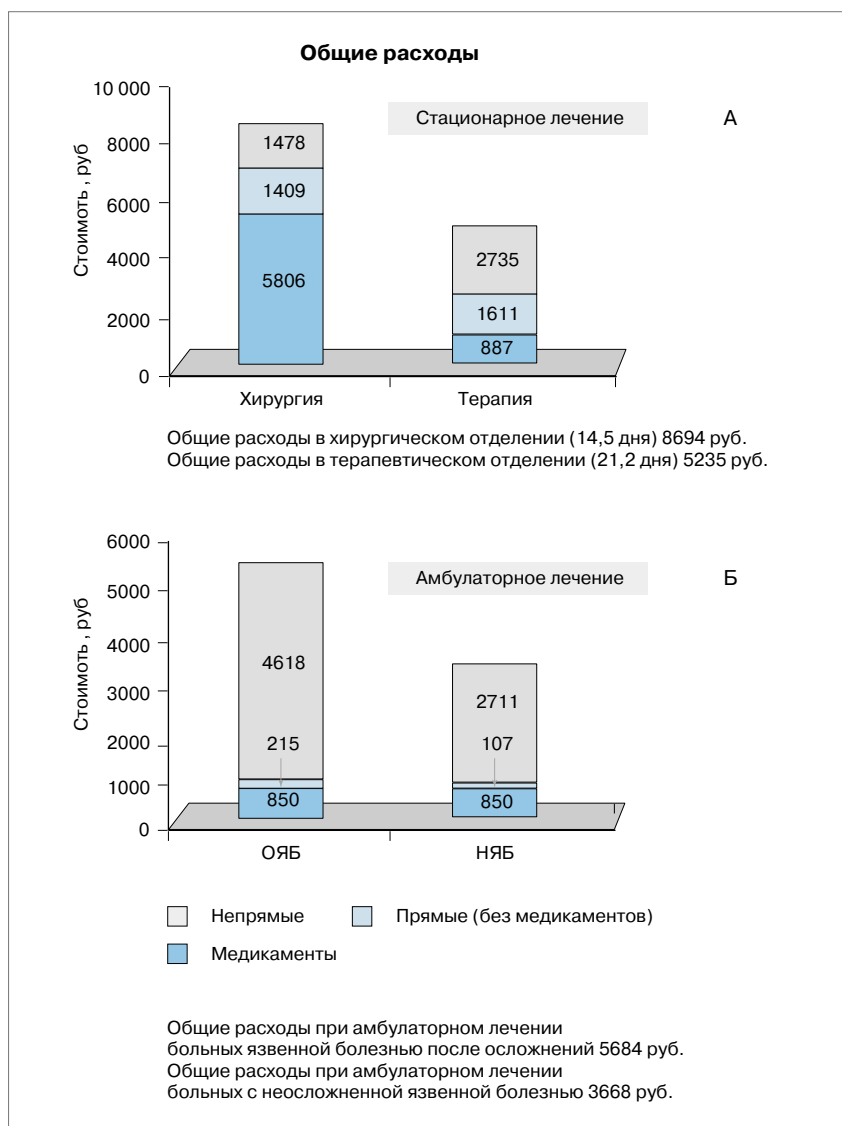 Общие расходы
Стационарное лечение
А
Стоимоть , руб
10 000
8000
6000
4000
2000
0
1478
1409
5806
2735
1611
887
Хирургия
Терапия
Общие расходы в хирургическом отделении (14,5 дня) 8694 руб.
Общие расходы в терапевтическом отделении (21,2 дня) 5235 руб.
Амбулаторное лечение
Б
Стоимоть , руб
6000
5000
4000
3000
2000
1000
0
4618
215
850
2711
107
850
ОЯБ
НЯБ
Непрямые
Прямые (без медикаментов)
Медикаменты
Общие расходы при амбулаторном лечении
больных язвенной болезнью после осложнений 5684 руб.
Общие расходы при амбулаторном лечении
больных с неосложненной язвенной болезнью 3668 руб.